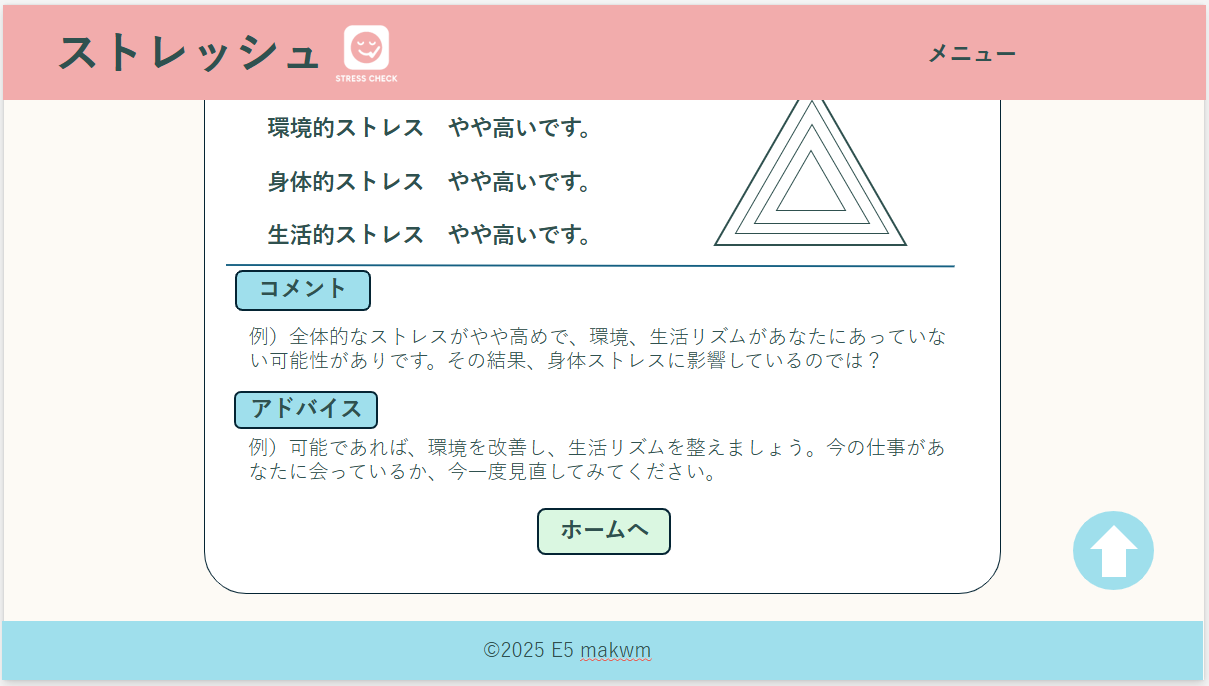 ストレッシュ
STRESS CHECK
メニュー
環境的ストレス　やや高いです。
身体的ストレス　やや高いです。
生活的ストレス　やや高いです。
コメント
例）全体的なストレスがやや高めで、環境、生活リズムがあなたにあっていな
い可能性がありです。その結果、身体ストレスに影響しているのでは？
アドバイス
例）可能であれば、環境を改善し、生活リズムを整えましょう。今の仕事があ
なたに会っているか、今一度見直してみてください。
ホームへ
©2025 E5 makwm